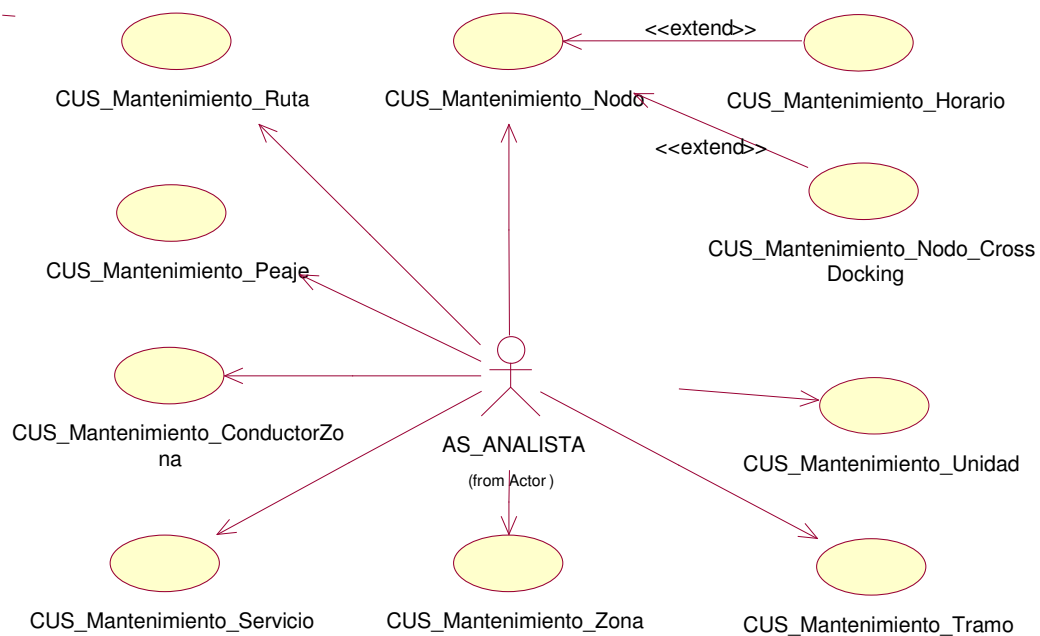 <<extend>>
CUS_Mantenimiento_Ruta
CUS_Mantenimiento_Nodo
CUS_Mantenimiento_Horario
<<extend>>
CUS_Mantenimiento_Peaje
CUS_Mantenimiento_Nodo_Cross
Docking
CUS_Mantenimiento_ConductorZo
na
AS_ANALISTA
(from Actor)
CUS_Mantenimiento_Unidad
CUS_Mantenimiento_Servicio
CUS_Mantenimiento_Zona
CUS_Mantenimiento_Tramo